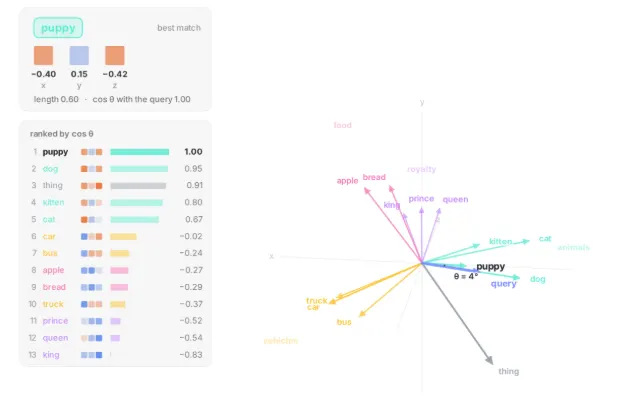 puppy
best match
−0.40 0.15 −0.42
x y z
length 0.60 · cos θ with the query 1.00
ranked by cos θ
1 puppy 1.00
2 dog 0.95
3 thing 0.91
4 kitten 0.80
5 cat 0.67
6 car −0.02
7 bus −0.24
8 apple −0.27
9 bread −0.29
10 truck −0.37
11 prince −0.52
12 queen −0.54
13 king −0.83
y
food
royalty
apple
bread
king
prince
queen
z
kitten
cat
animals
x
puppy
θ = 4°
query
dog
truck
car
bus
vehicles
thing